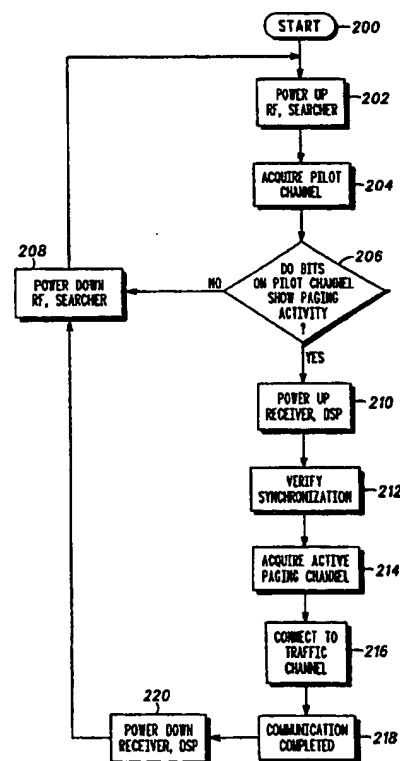 START
200
POWER UP
RF, SEARCHER
202
ACQUIRE PILOT
CHANNEL
204
208
POWER DOWN
RF, SEARCHER
NO
DO BITS
ON PILOT CHANNEL
SHOW PAGING
ACTIVITY
?
206
YES
POWER UP
RECEIVER, DSP
210
VERIFY
SYNCHRONIZATION
212
ACQUIRE ACTIVE
PAGING CHANNEL
214
CONNECT TO
TRAFFIC
CHANNEL
216
220
POWER DOWN
RECEIVER, DSP
COMMUNICATION
COMPLETED
218